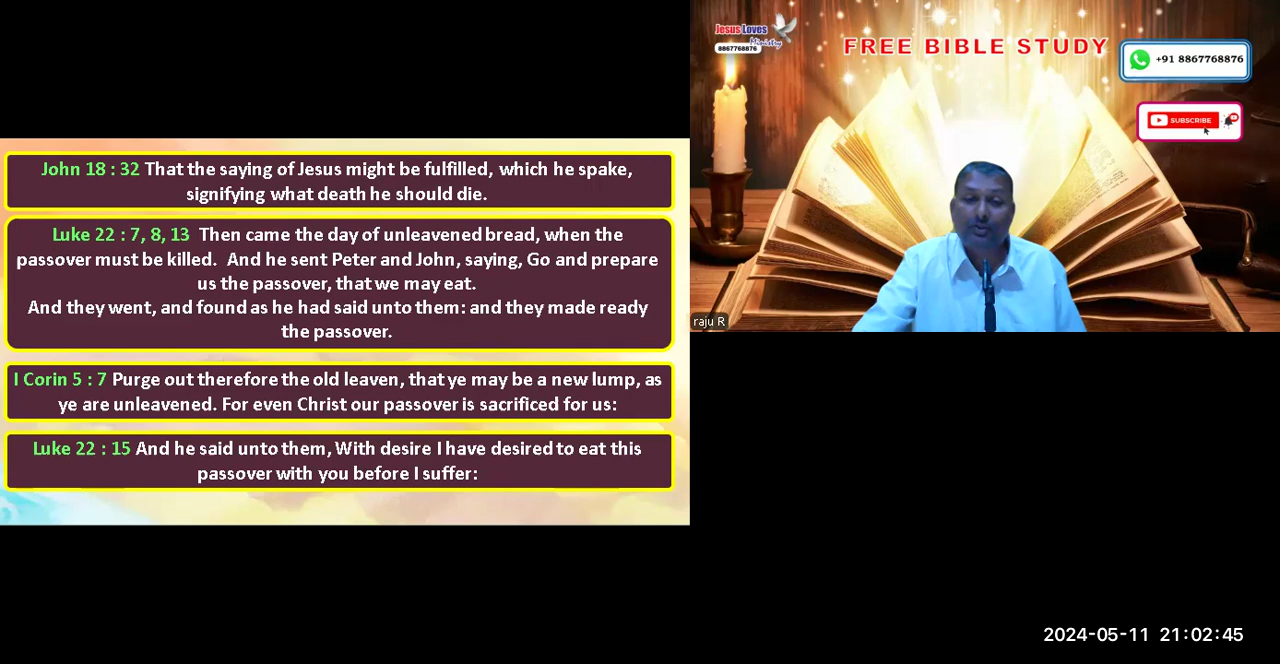 John 18 : 32 That the saying of Jesus might be fulfilled, which he spake,
signifying what death he should die.
Luke 22 : 7, 8, 13 Then came the day of unleavened bread, when the
passover must be killed. And he sent Peter and John, saying, Go and prepare
us the passover, that we may eat.
And they went, and found as he had said unto them: and they made ready
the passover.
I Corin 5 : 7 Purge out therefore the old leaven, that ye may be a new lump, as
ye are unleavened. For even Christ our passover is sacrificed for us:
Luke 22 : 15 And he said unto them, With desire I have desired to eat this
passover with you before I suffer:
Jesus Loves
Ministry
8867768876
FREE BIBLE STUDY
+91 8867768876
SUBSCRIBE
raju R
2024-05-11 21:02:45